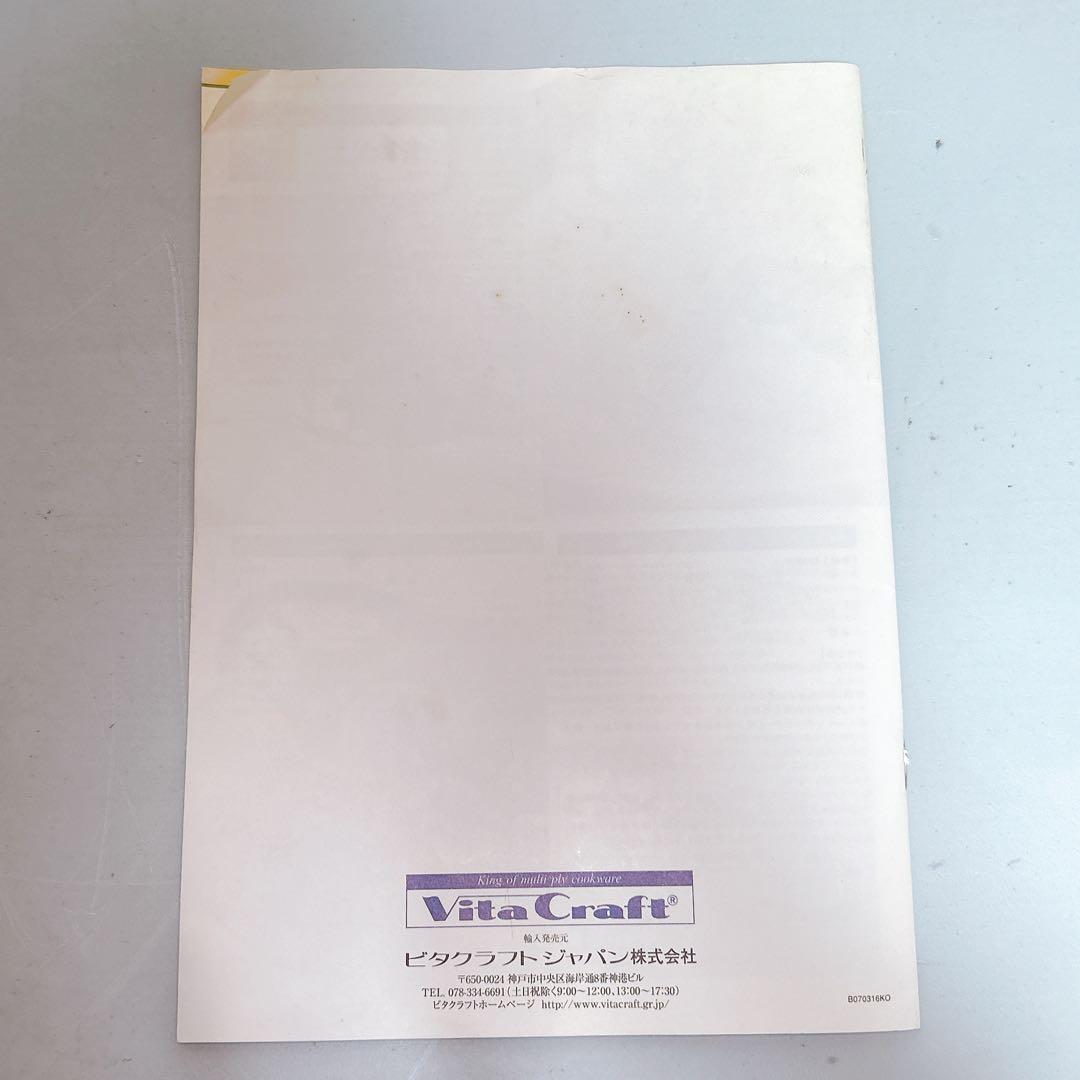 King of multi ply cookware
Vita Craft®
輸入発売元
ビタクラフト ジャパン株式会社
〒650-0024 神戸市中央区海岸通8番神港ビル
TEL. 078-334-6691（土日祝除く9:00〜12:00、13:00〜17:30）
ビタクラフトホームページ http://www.vitacraft.gr.jp/
B070316KO